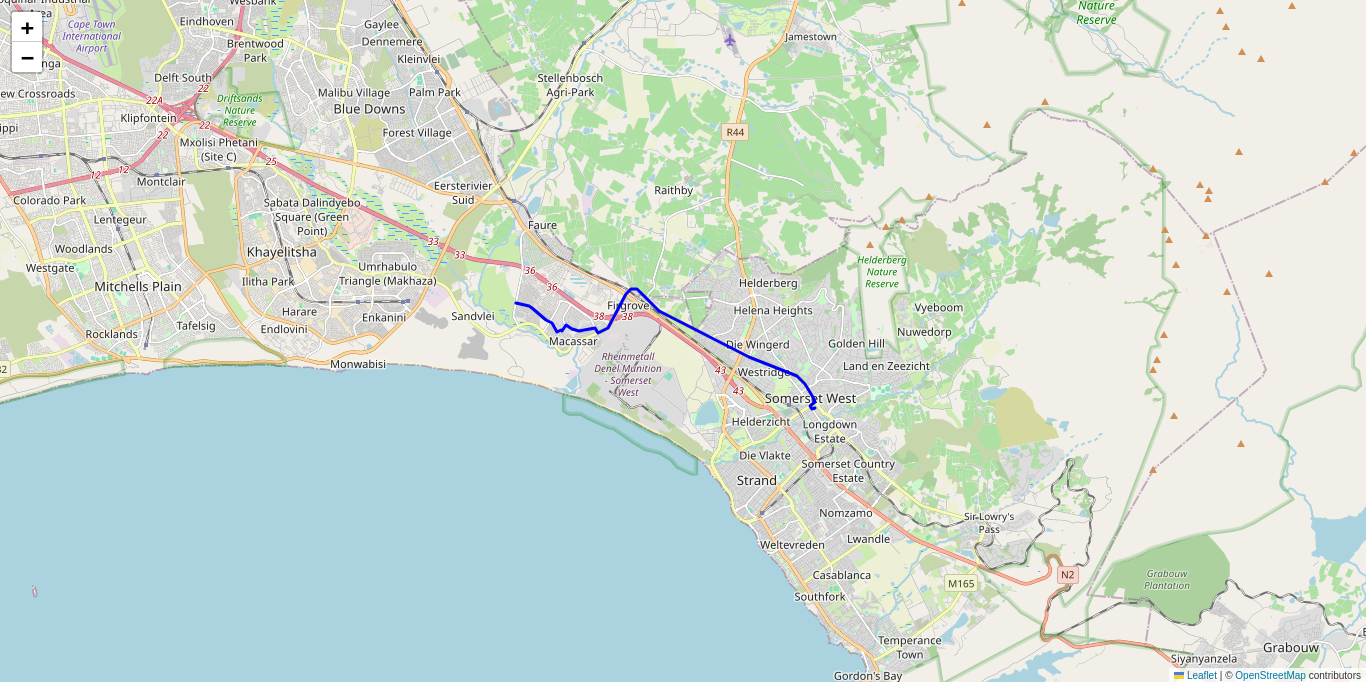 Cape Town
International
Airport
Eindhoven
Wesbank
Gaylee
Dennemere
Kleinvlei
Brentwood
Park
Nature
Reserve
Jamestown
+
−
Delft South
22
22A
22
22
New Crossroads
Klipfontein
Driftsands
Nature
Reserve
Malibu Village
Palm Park
Blue Downs
Stellenbosch
Agri-Park
Forest Village
R44
Mxolisi Phetani
(Site C)
25
12
12
Montclair
Colorado Park
Eersterivier
Suid
Raithby
Sabata Dalindyebo
Square (Green
Point)
Lentegeur
Faure
33
33
Woodlands
Khayelitsha
Westgate
Umrhabulo
Triangle (Makhaza)
36
36
Helderberg
Nature
Reserve
Ilitha Park
Mitchells Plain
Helderberg
Firgrove
Harare
Enkanini
Sandvlei
38
38
Helena Heights
Vyeboom
Tafelsig
Endlovini
Rocklands
Nuwedorp
Macassar
Die Wingerd
Golden Hill
Rheinmetall
Denel Munition
- Somerset
West
Monwabisi
Land en Zeezicht
43
Westridge
43
Somerset West
Helderzicht
Longdown
Estate
Die Vlakte
Somerset Country
Estate
Strand
Nomzamo
Sir Lowry's
Pass
Lwandle
Weltevreden
Casablanca
M165
N2
Grabouw
Plantation
Southfork
Temperance
Town
Grabouw
Siyanyanzela
Gordon's Bay
Leaflet | © OpenStreetMap contributors